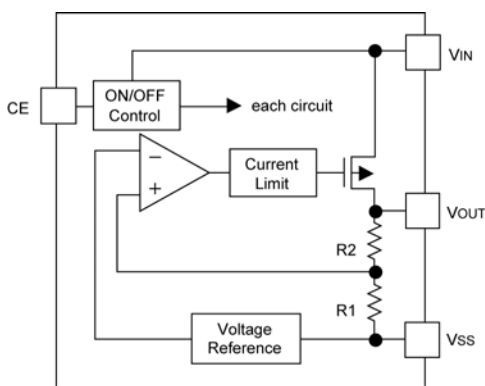 VIN
CE
ON/OFF
Control
each circuit
−
+
Current
Limit
VOUT
R2
R1
Voltage
Reference
VSS